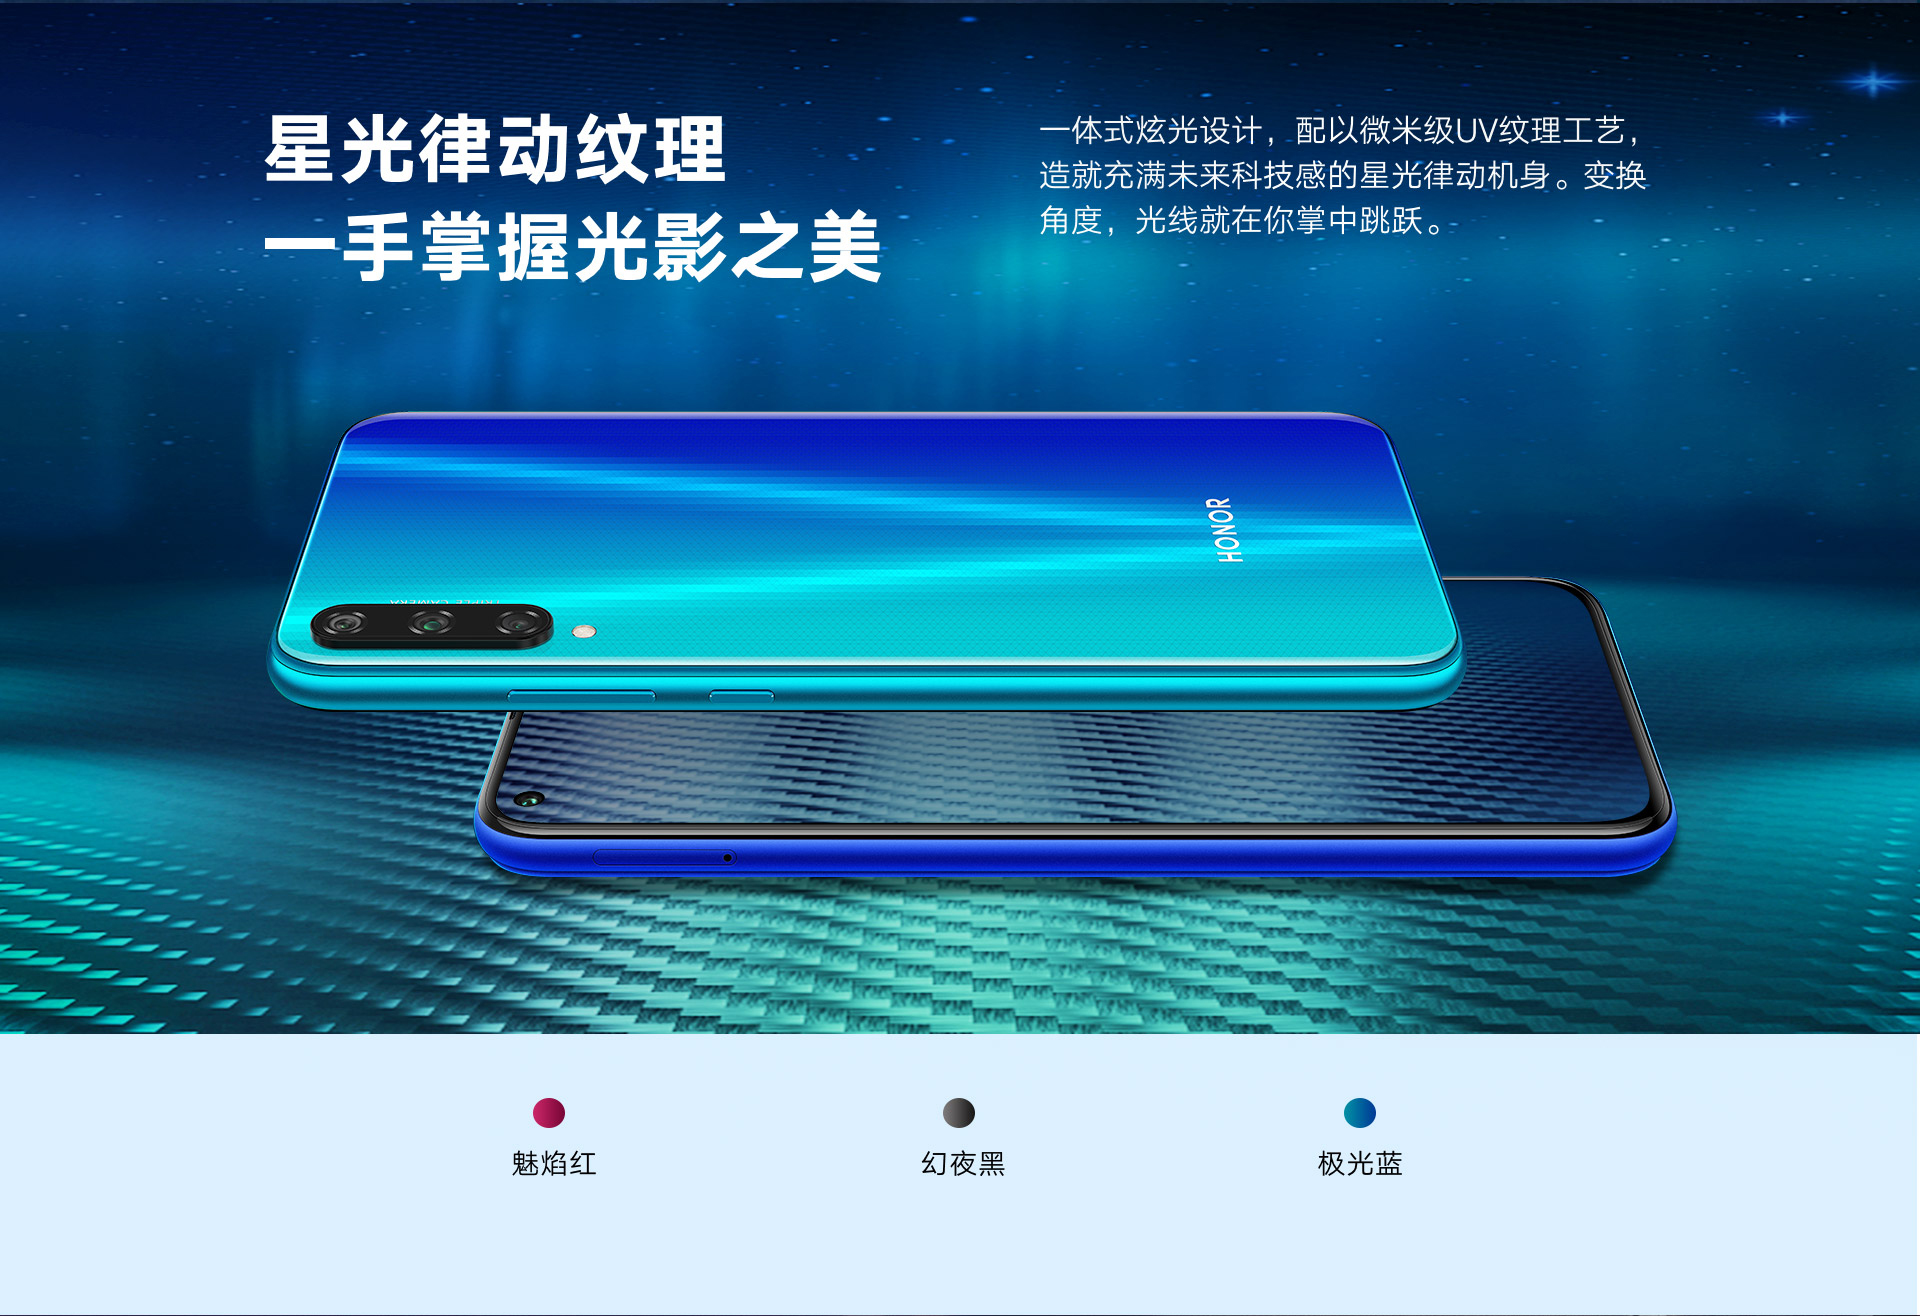 星光律动纹理
一手掌握光影之美
一体式炫光设计，配以微米级UV纹理工艺，
造就充满未来科技感的星光律动机身。变换
角度，光线就在你掌中跳跃。
HONOR
TRIPLE CAMERA
魅焰红
幻夜黑
极光蓝